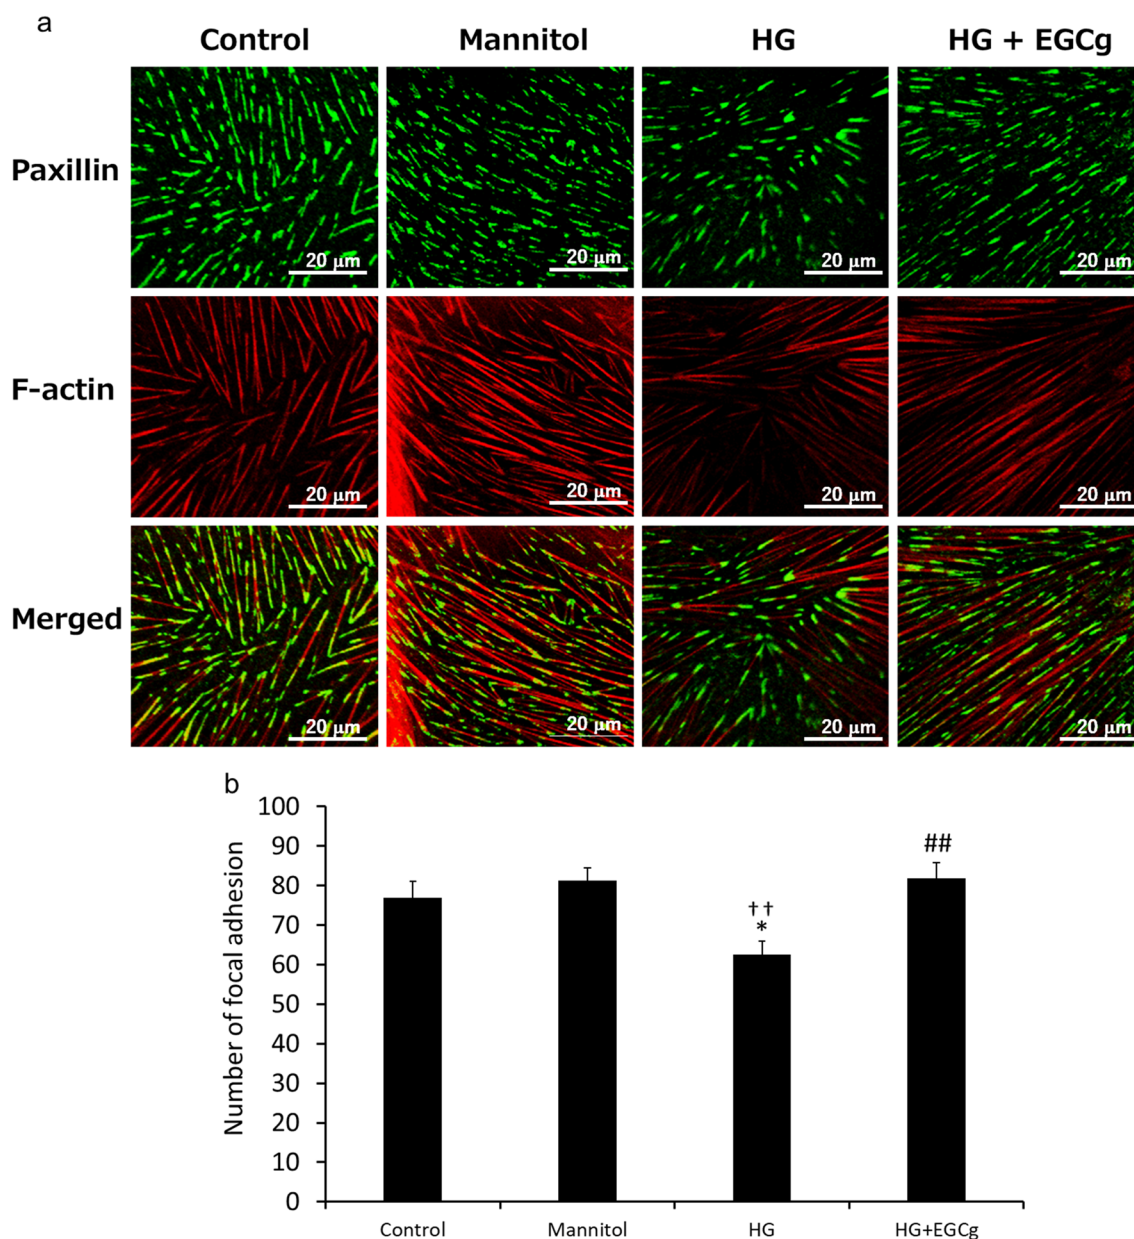 a
Control Mannitol HG HG + EGCg
Paxillin
20 μm 20 μm 20 μm 20 μm
F-actin
20 μm 20 μm 20 μm 20 μm
Merged
20 μm 20 μm 20 μm 20 μm
b
Number of focal adhesion
100
90
80
70
60
50
40
30
20
10
0
††
*
##
Control Mannitol HG HG+EGCg